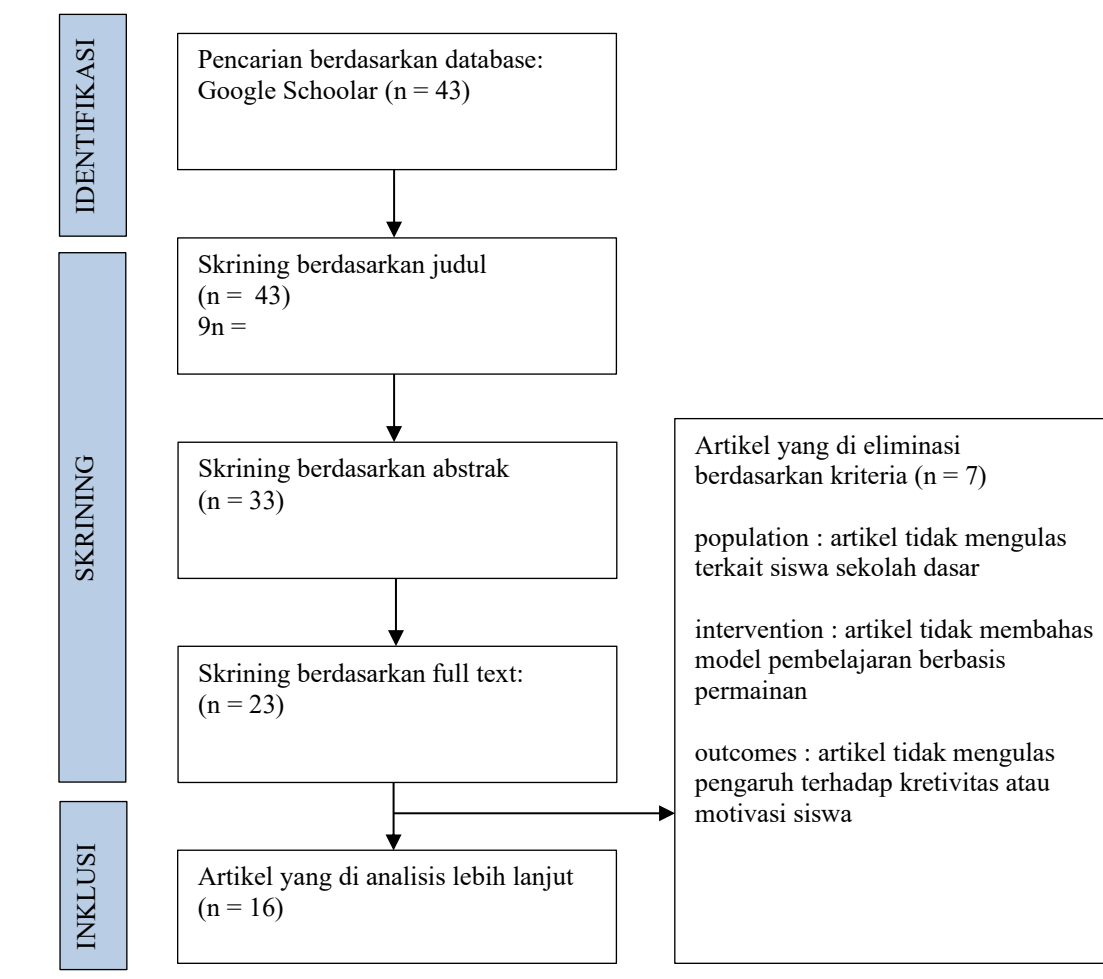 IDENTIFIKASI
Pencarian berdasarkan database:
Google Schoolar (n = 43)
SKRINING
Skrining berdasarkan judul
(n =  43)
9n =
Skrining berdasarkan abstrak
(n = 33)
Skrining berdasarkan full text:
(n = 23)
Artikel yang di eliminasi
berdasarkan kriteria (n = 7)
population : artikel tidak mengulas
terkait siswa sekolah dasar
intervention : artikel tidak membahas
model pembelajaran berbasis
permainan
outcomes : artikel tidak mengulas
pengaruh terhadap kretivitas atau
motivasi siswa
INKLUSI
Artikel yang di analisis lebih lanjut
(n = 16)